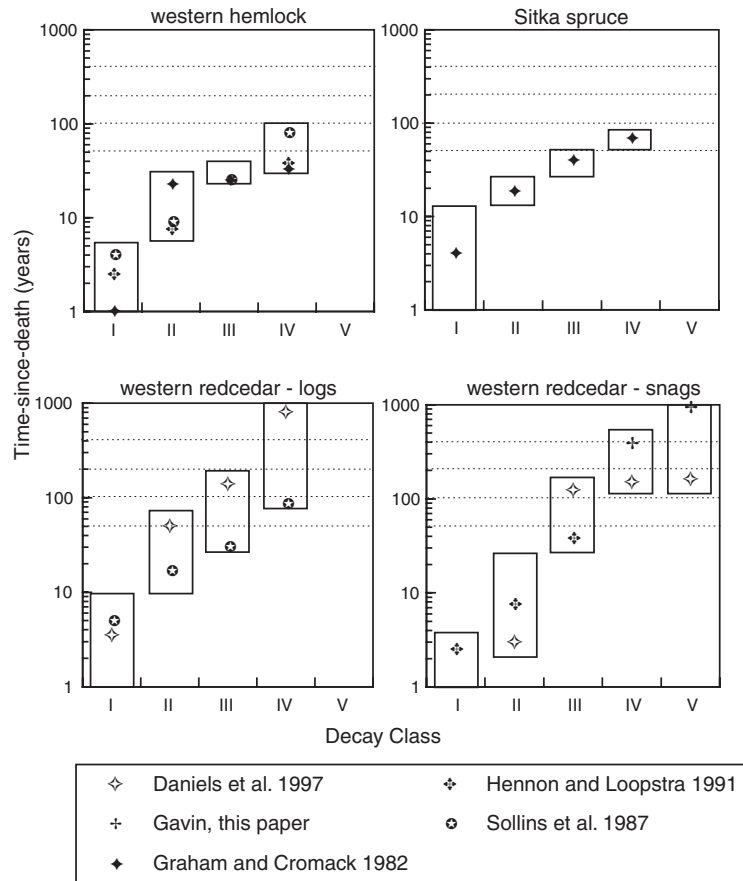 western hemlock
1000
100
10
1
I II III IV V
Sitka spruce
1000
100
10
1
I II III IV V
Time-since-death (years)
western redcedar - logs
1000
100
10
1
I II III IV V
western redcedar - snags
1000
100
10
1
I II III IV V
Decay Class
Daniels et al. 1997
Gavin, this paper
Graham and Cromack 1982
Hennon and Loopstra 1991
Sollins et al. 1987